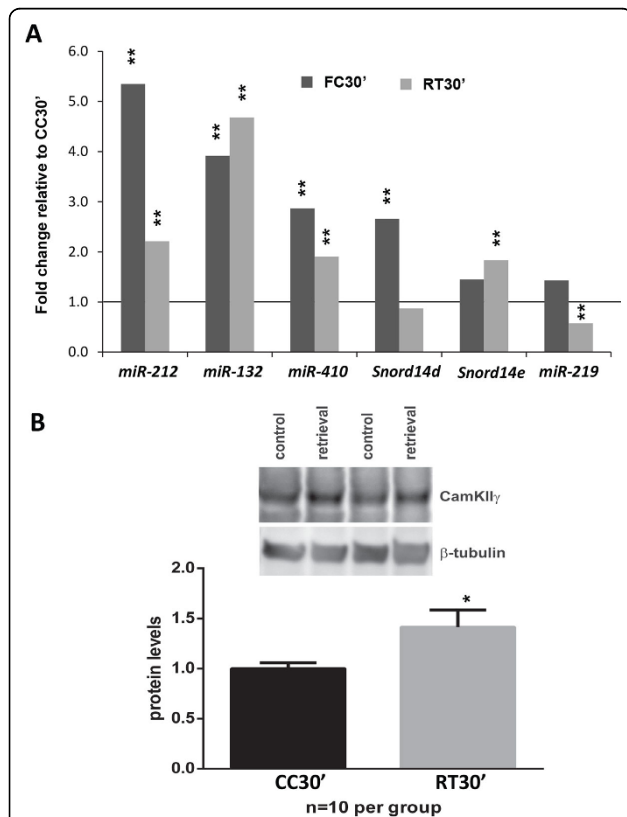 A
Fold change relative to CC30'
6.0
5.0
4.0
3.0
2.0
1.0
0.0
FC30'
RT30'
**
**
**
**
**
**
**
**
**
miR-212
miR-132
miR-410
Snord14d
Snord14e
miR-219
B
control
retrieval
control
retrieval
CamKIIγ
β-tubulin
protein levels
2.0
1.5
1.0
0.5
0.0
*
CC30'
RT30'
n=10 per group